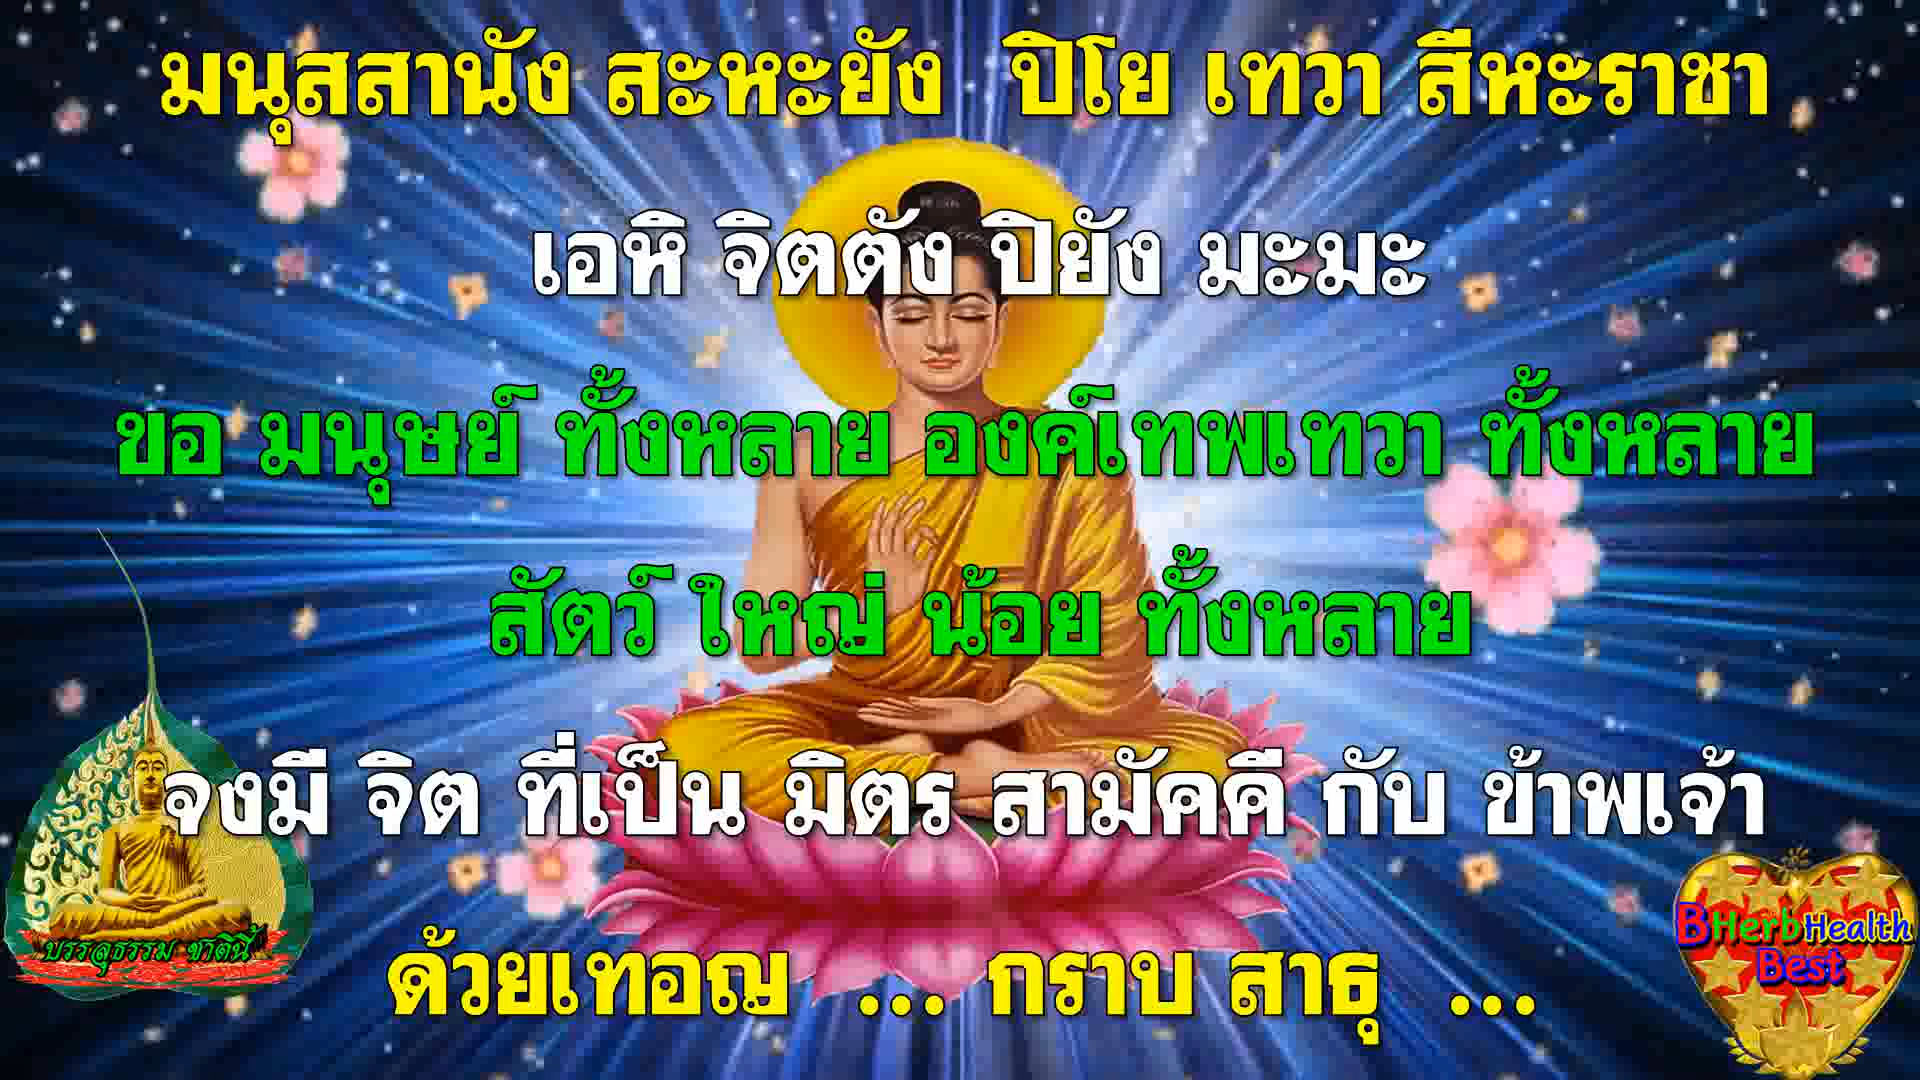 มนุสสานัง สะหะยัง ปิโย เทวา สีหะราชา
เอหิ จิตตัง ปิยัง มะมะ
ขอ มนุษย์ ทั้งหลาย องค์เทพเทวา ทั้งหลาย
สัตว์ ใหญ่ น้อย ทั้งหลาย
จงมี จิต ที่เป็น มิตร สามัคคี กับ ข้าพเจ้า
ด้วยเทอญ ... กราบ สาธุ ...
บรรลุธรรม ชาตินี้
BHerbHealth
Best